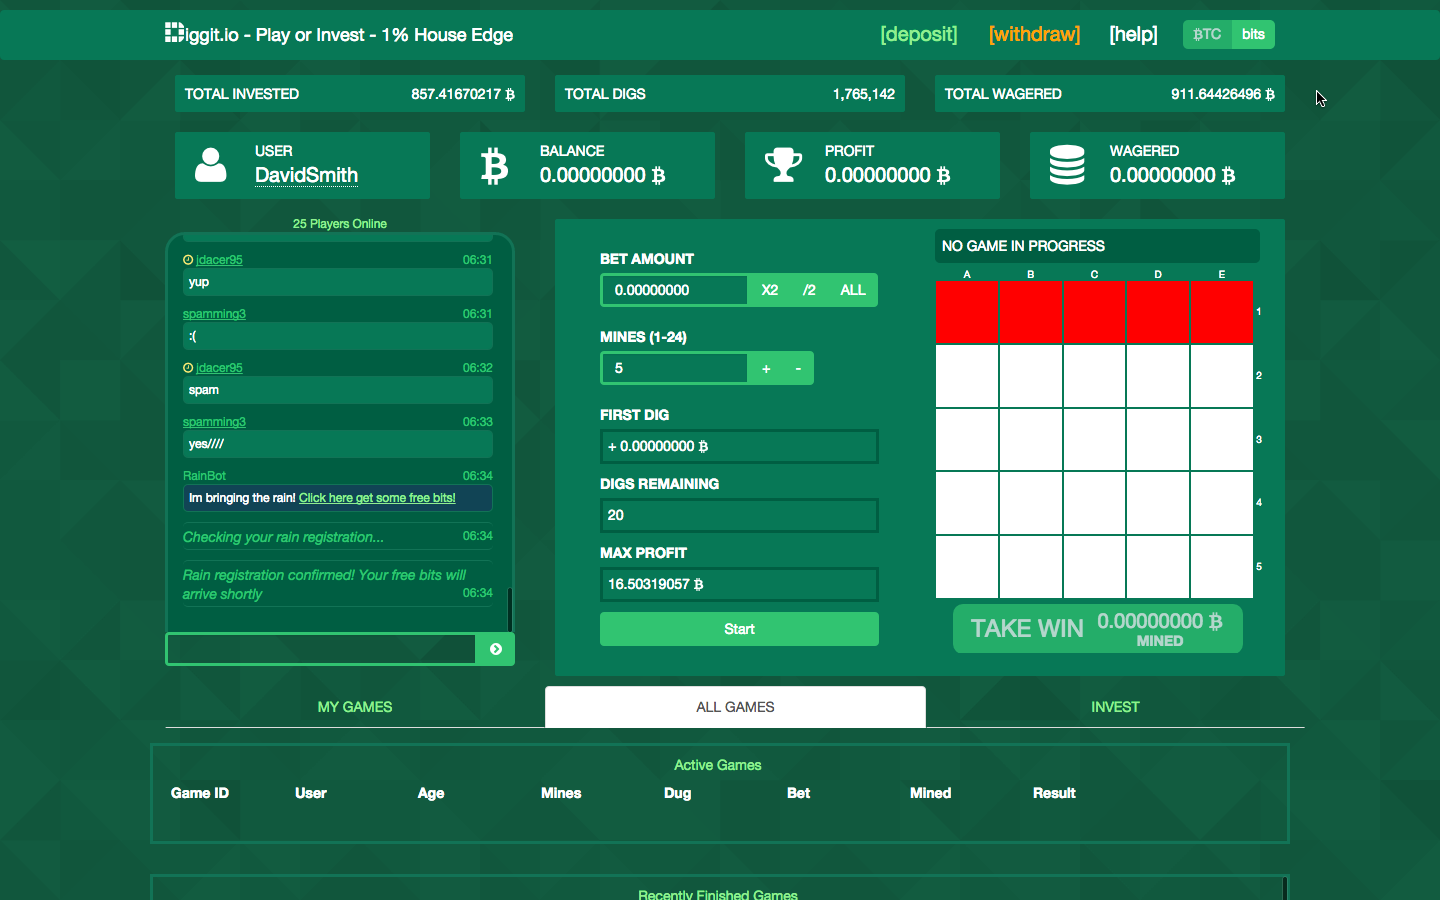 Diggit.io - Play or Invest - 1% House Edge
[deposit] [withdraw] [help] ₿TC bits
TOTAL INVESTED 857.41670217 ₿
TOTAL DIGS 1,765,142
TOTAL WAGERED 911.64426496 ₿
USER
DavidSmith
BALANCE
0.00000000 ₿
PROFIT
0.00000000 ₿
WAGERED
0.00000000 ₿
25 Players Online
jdacer95 06:31
yup
spamming3 06:31
:(
jdacer95 06:32
spam
spamming3 06:33
yes////
RainBot 06:34
Im bringing the rain! Click here get some free bits!
Checking your rain registration... 06:34
Rain registration confirmed! Your free bits will
arrive shortly 06:34
BET AMOUNT
0.00000000 X2 /2 ALL
MINES (1-24)
5 + -
FIRST DIG
+ 0.00000000 ₿
DIGS REMAINING
20
MAX PROFIT
16.50319057 ₿
Start
NO GAME IN PROGRESS
A B C D E
1
2
3
4
5
TAKE WIN 0.00000000 ₿
MINED
MY GAMES ALL GAMES INVEST
Active Games
Game ID User Age Mines Dug Bet Mined Result
Recently Finished Games